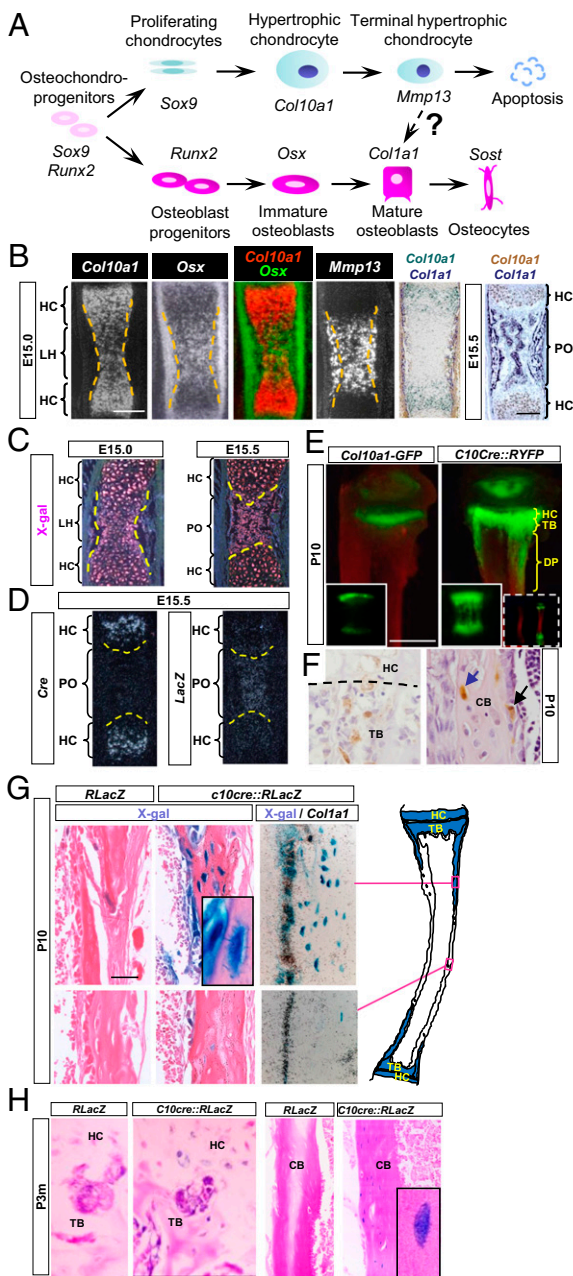 A
Proliferating
chondrocytes
Hypertrophic
chondrocyte
Terminal hypertrophic
chondrocyte
Osteochondro-
progenitors
Sox9
Col10a1
Mmp13
Apoptosis
?
Sox9
Runx2
Runx2
Osx
Col1a1
Sost
Osteoblast
progenitors
Immature
osteoblasts
Mature
osteoblasts
Osteocytes
B
Col10a1
Osx
Col10a1
Osx
Mmp13
Col10a1
Col1a1
Col10a1
Col1a1
E15.0
HC
LH
HC
E15.5
HC
PO
HC
C
E15.0
E15.5
X-gal
HC
LH
HC
HC
PO
HC
D
E15.5
Cre
HC
PO
HC
LacZ
HC
PO
HC
E
Col10a1-GFP
C10Cre::RYFP
P10
HC
TB
DP
F
HC
TB
CB
P10
G
RLacZ
c10cre::RLacZ
X-gal
X-gal / Col1a1
P10
HC
TB
TB
HC
H
RLacZ
C10cre::RLacZ
RLacZ
C10cre::RLacZ
P3m
HC
TB
HC
TB
CB
CB